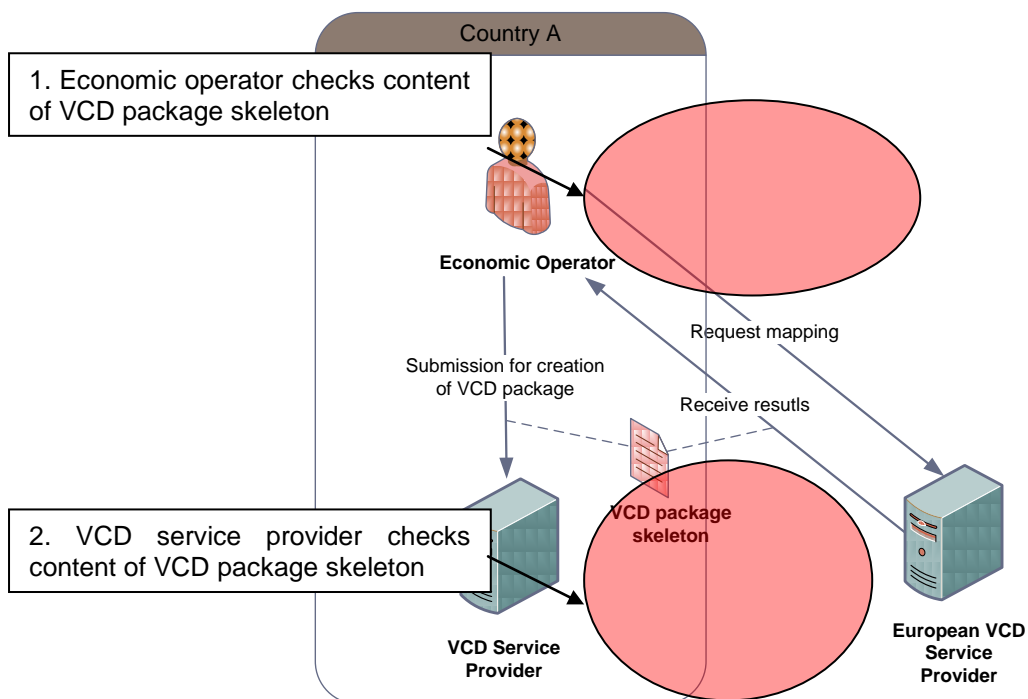 Country A
1. Economic operator checks content
of VCD package skeleton
Economic Operator
Request mapping
Submission for creation
of VCD package
Receive resutls
VCD package
skeleton
2. VCD service provider checks
content of VCD package skeleton
VCD Service
Provider
European VCD
Service
Provider